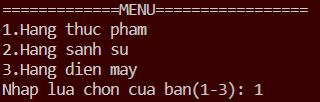 =============MENU=================
1.Hang thuc pham
2.Hang sanh su
3.Hang dien may
Nhap lua chon cua ban(1-3): 1